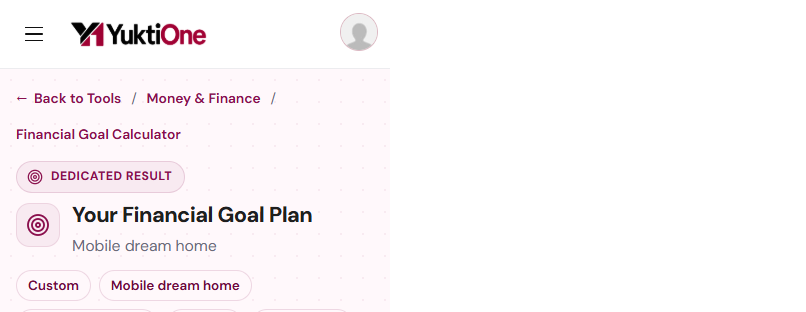 YuktiOne
← Back to Tools / Money & Finance /
Financial Goal Calculator
DEDICATED RESULT
Your Financial Goal Plan
Mobile dream home
Custom
Mobile dream home